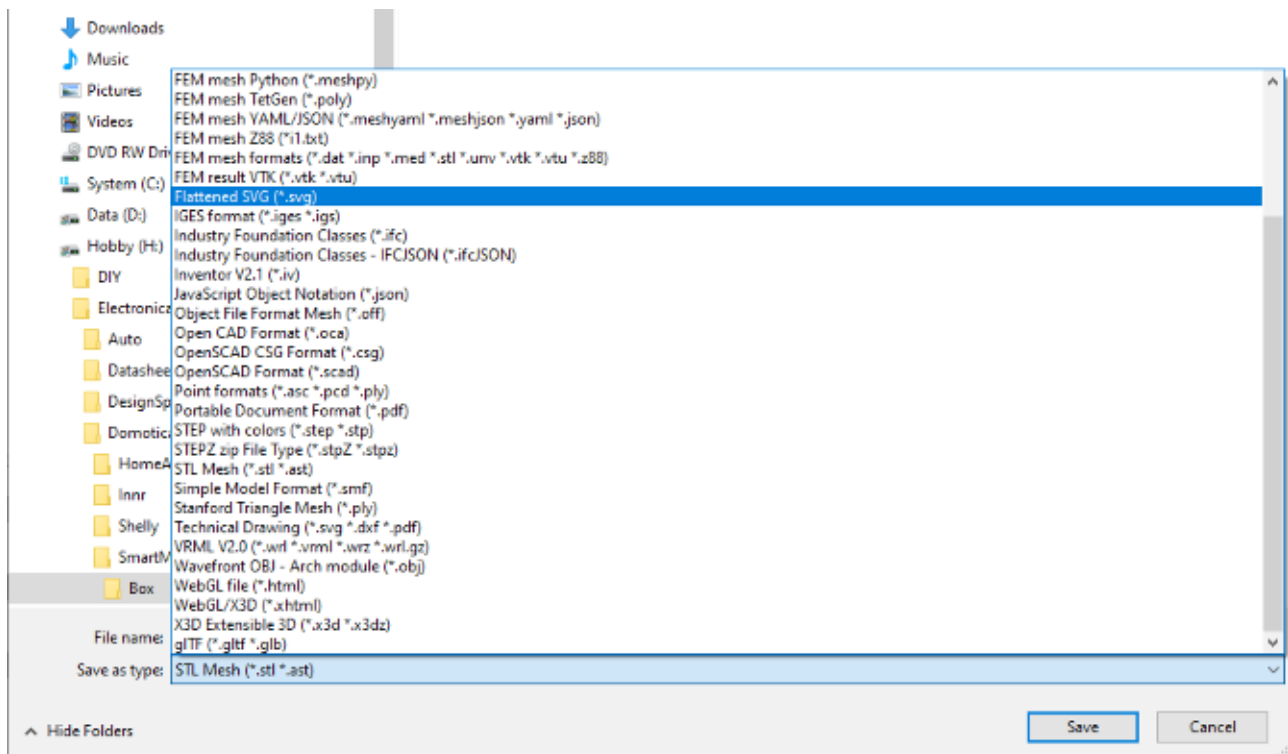 Downloads
Music
Pictures
Videos
DVD RW Dri
System (C:)
Data (D:)
Hobby (H:)
DIY
Electronica
Auto
Datashee
DesignSp
Domotica
HomeA
Innr
Shelly
SmartM
Box
FEM mesh Python (*.meshpy)
FEM mesh TetGen (*.poly)
FEM mesh YAML/JSON (*.meshyaml *.meshjson *.yaml *.json)
FEM mesh Z88 (*i1.txt)
FEM mesh formats (*.dat *.inp *.med *.stl *.unv *.vtk *.vtu *.z88)
FEM result VTK (*.vtk *.vtu)
Flattened SVG (*.svg)
IGES format (*.iges *.igs)
Industry Foundation Classes (*.ifc)
Industry Foundation Classes - IFCJSON (*.ifcJSON)
Inventor V2.1 (*.iv)
JavaScript Object Notation (*.json)
Object File Format Mesh (*.off)
Open CAD Format (*.oca)
OpenSCAD CSG Format (*.csg)
OpenSCAD Format (*.scad)
Point formats (*.asc *.pcd *.ply)
Portable Document Format (*.pdf)
STEP with colors (*.step *.stp)
STEPZ zip File Type (*.stpZ *.stpz)
STL Mesh (*.stl *.ast)
Simple Model Format (*.smf)
Stanford Triangle Mesh (*.ply)
Technical Drawing (*.svg *.dxf *.pdf)
VRML V2.0 (*.wrl *.vrml *.wrz *.wrl.gz)
Wavefront OBJ - Arch module (*.obj)
WebGL file (*.html)
WebGL/X3D (*.xhtml)
X3D Extensible 3D (*.x3d *.x3dz)
glTF (*.gltf *.glb)
File name:
Save as type: STL Mesh (*.stl *.ast)
Hide Folders
Save
Cancel